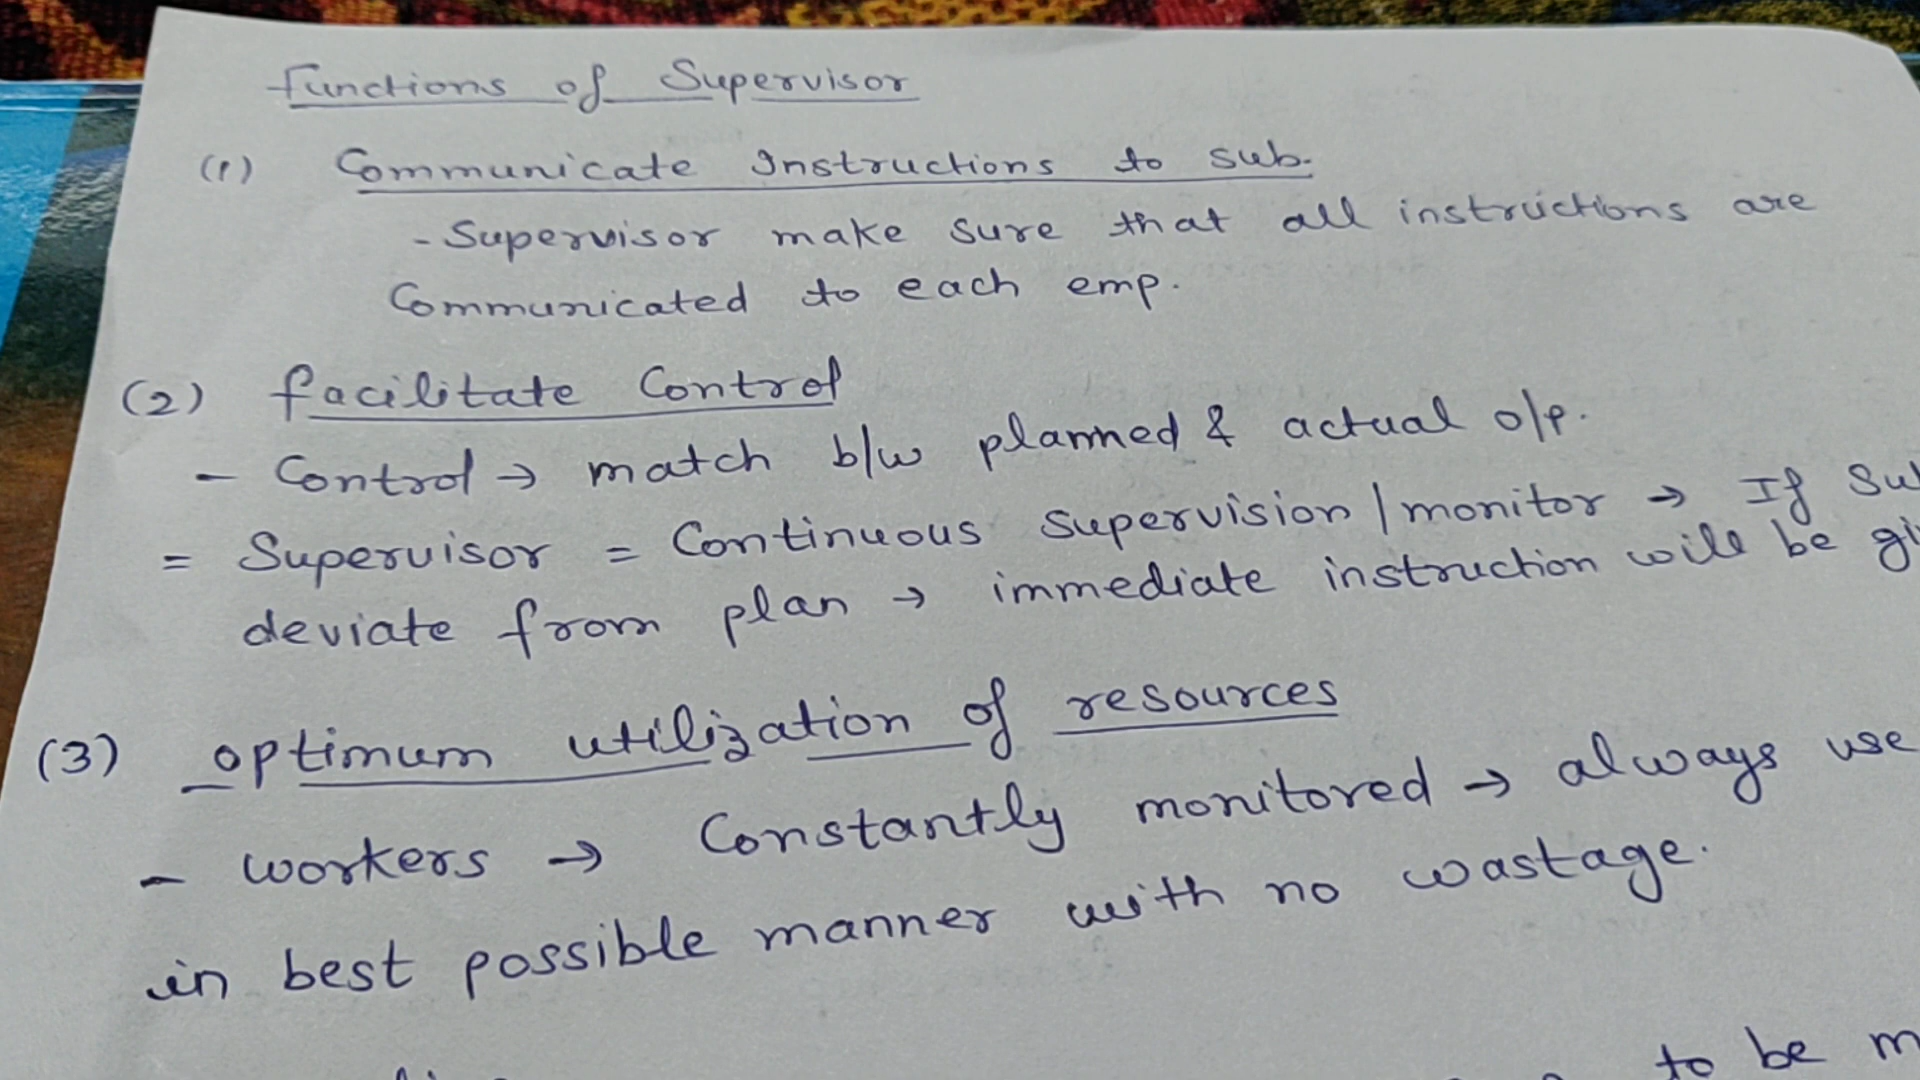 Functions of Supervisor
(1) Communicate Instructions to sub.
- Supervisor make sure that all instructions are
Communicated to each emp.
(2) facilitate Control
- Control → match b/w planned & actual o/p.
= Supervisor = Continuous supervision / monitor → If
deviate from plan → immediate instruction will be
(3) optimum utilization of resources
- workers → Constantly monitored → always use
in best possible manner with no wastage.
to be